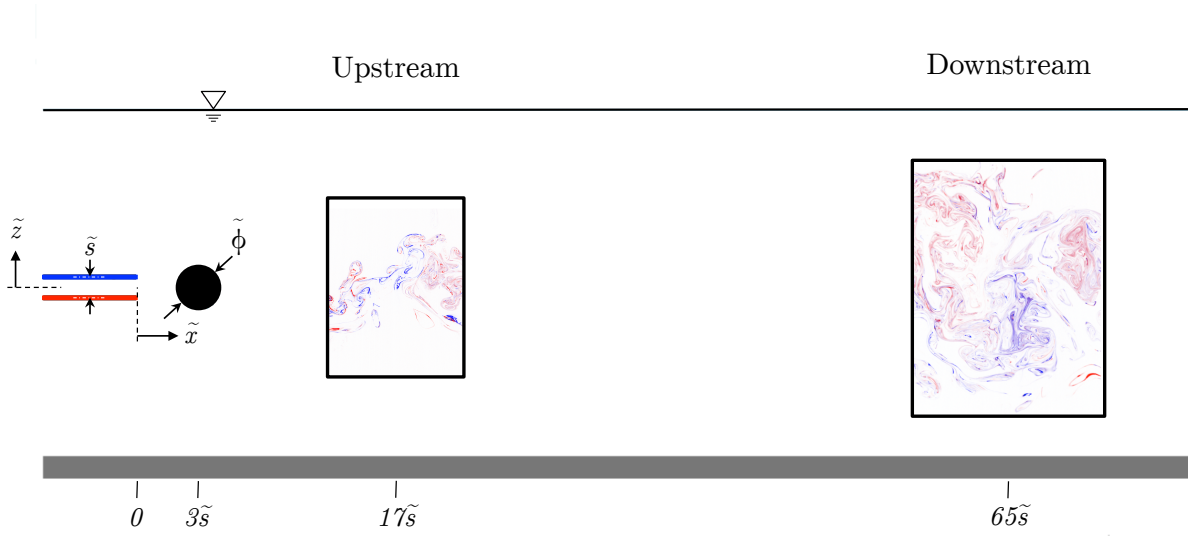 Upstream
Downstream
z̃
s̃
ϕ̃
x̃
0
3s̃
17s̃
65s̃